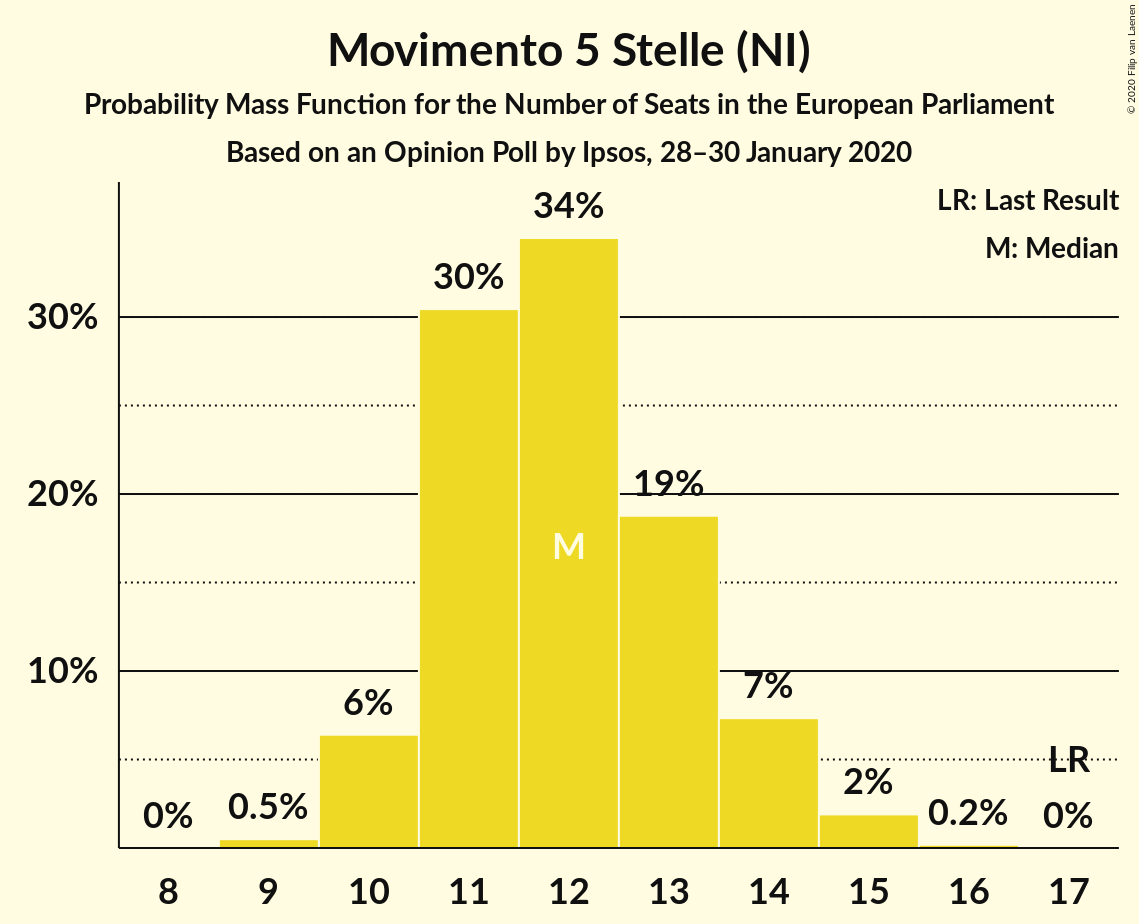 Movimento 5 Stelle (NI)
Probability Mass Function for the Number of Seats in the European Parliament
Based on an Opinion Poll by Ipsos, 28–30 January 2020
© 2020 Filip van Laenen
LR: Last Result
M: Median
34%
30%
30%
19%
20%
M
10%
6%
7%
LR
0%
0.5%
2%
0.2%
0%
8 9 10 11 12 13 14 15 16 17